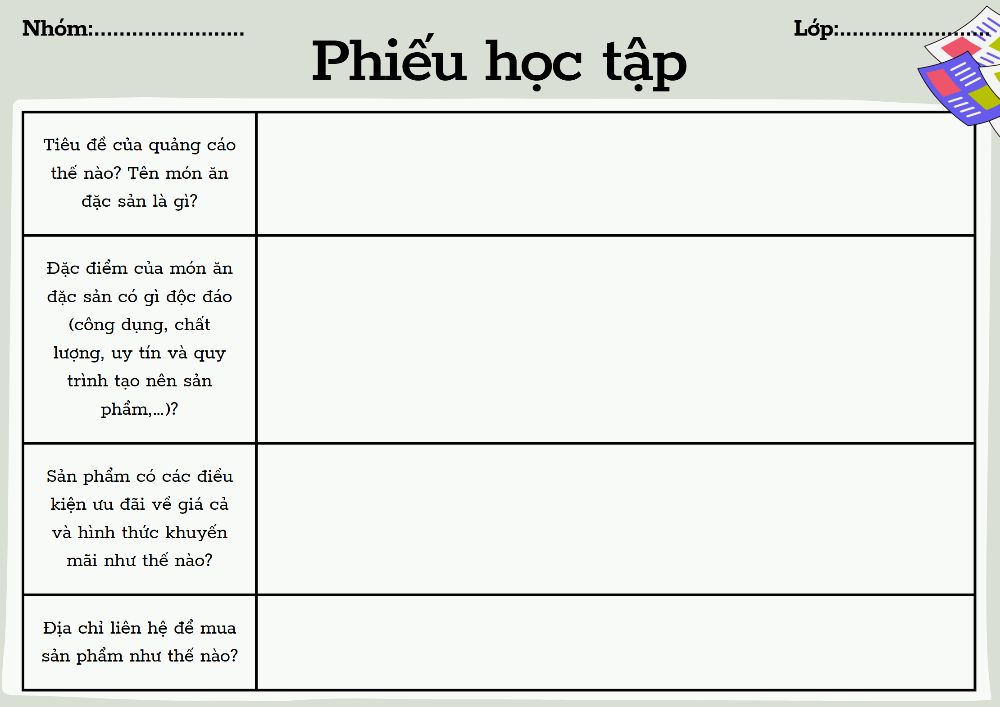 Nhóm:........................
Lớp:........................
Phiếu học tập
Tiêu đề của quảng cáo
thế nào? Tên món ăn
đặc sản là gì?
Đặc điểm của món ăn
đặc sản có gì độc đáo
(công dụng, chất
lượng, uy tín và quy
trình tạo nên sản
phẩm,...)?
Sản phẩm có các điều
kiện ưu đãi về giá cả
và hình thức khuyến
mãi như thế nào?
Địa chỉ liên hệ để mua
sản phẩm như thế nào?